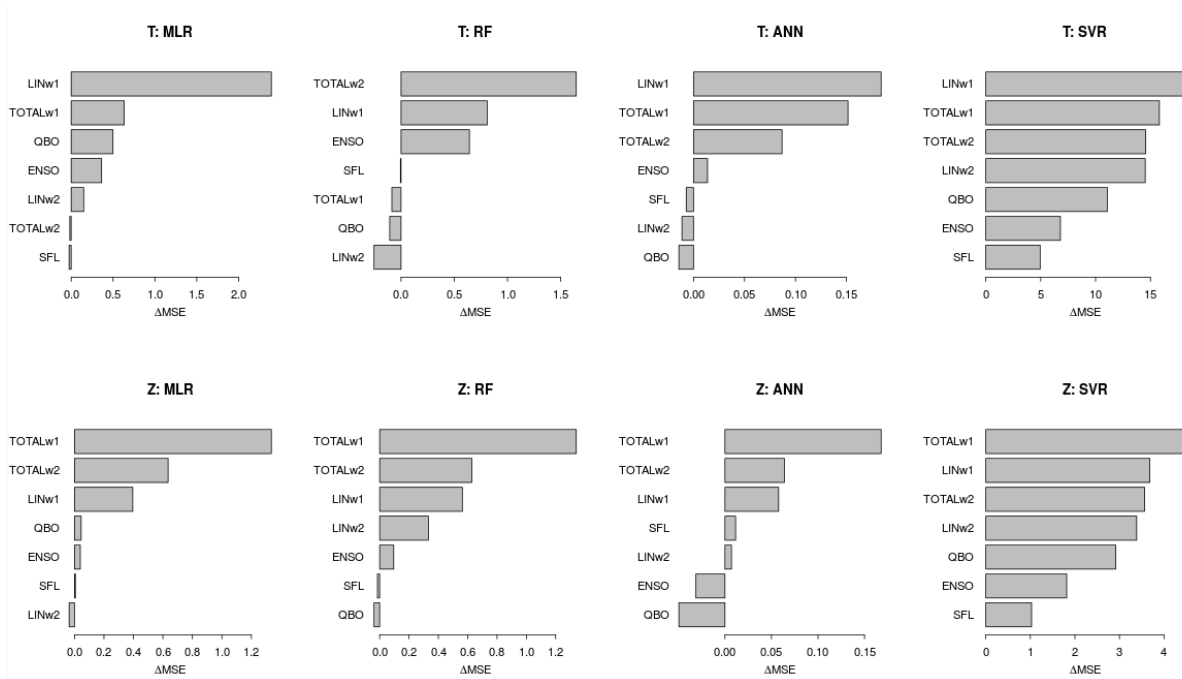 T: MLR
LINw1
TOTALw1
QBO
ENSO
LINw2
TOTALw2
SFL
0.0 0.5 1.0 1.5 2.0
ΔMSE
T: RF
TOTALw2
LINw1
ENSO
SFL
TOTALw1
QBO
LINw2
0.0 0.5 1.0 1.5
ΔMSE
T: ANN
LINw1
TOTALw1
TOTALw2
ENSO
SFL
LINw2
QBO
0.00 0.05 0.10 0.15
ΔMSE
T: SVR
LINw1
TOTALw1
TOTALw2
LINw2
QBO
ENSO
SFL
0 5 10 15
ΔMSE
Z: MLR
TOTALw1
TOTALw2
LINw1
QBO
ENSO
SFL
LINw2
0.0 0.2 0.4 0.6 0.8 1.0 1.2
ΔMSE
Z: RF
TOTALw1
TOTALw2
LINw1
LINw2
ENSO
SFL
QBO
0.0 0.2 0.4 0.6 0.8 1.0 1.2
ΔMSE
Z: ANN
TOTALw1
TOTALw2
LINw1
SFL
LINw2
ENSO
QBO
0.00 0.05 0.10 0.15
ΔMSE
Z: SVR
TOTALw1
LINw1
TOTALw2
LINw2
QBO
ENSO
SFL
0 1 2 3 4
ΔMSE